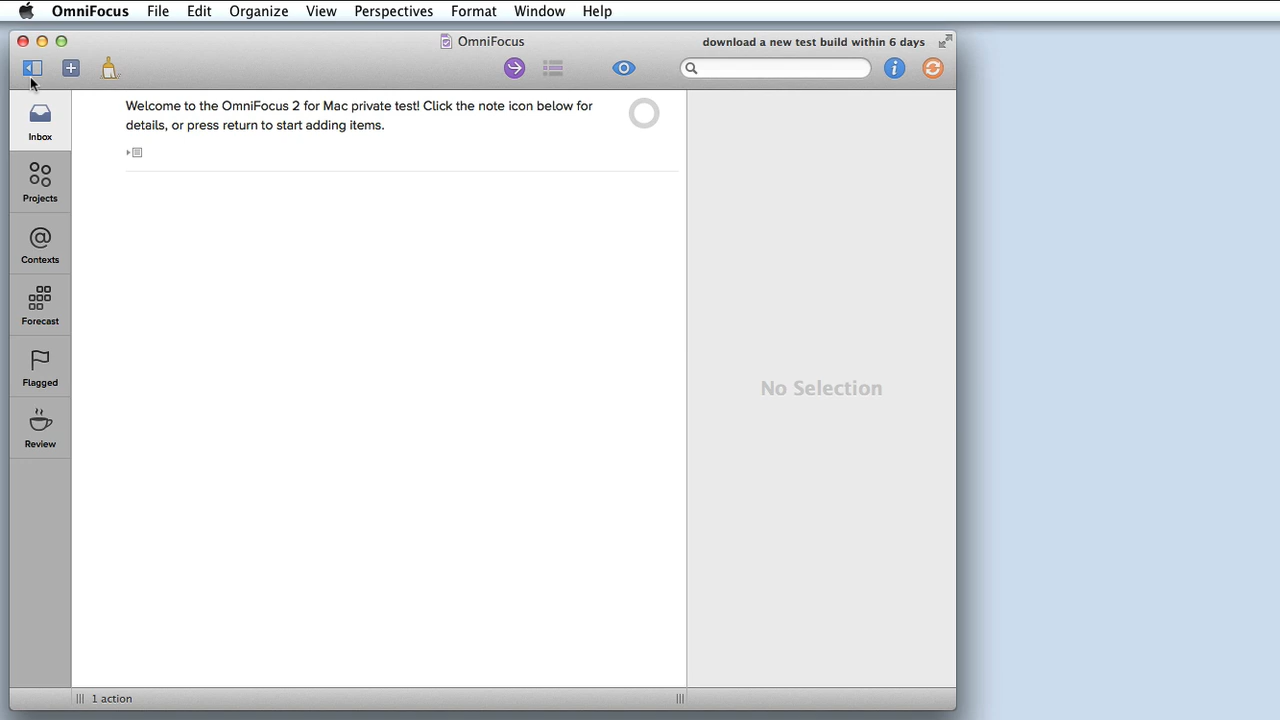 OmniFocus File Edit Organize View Perspectives Format Window Help
OmniFocus
download a new test build within 6 days
Welcome to the OmniFocus 2 for Mac private test! Click the note icon below for
details, or press return to start adding items.
Inbox
Projects
Contexts
Forecast
Flagged
Review
No Selection
1 action